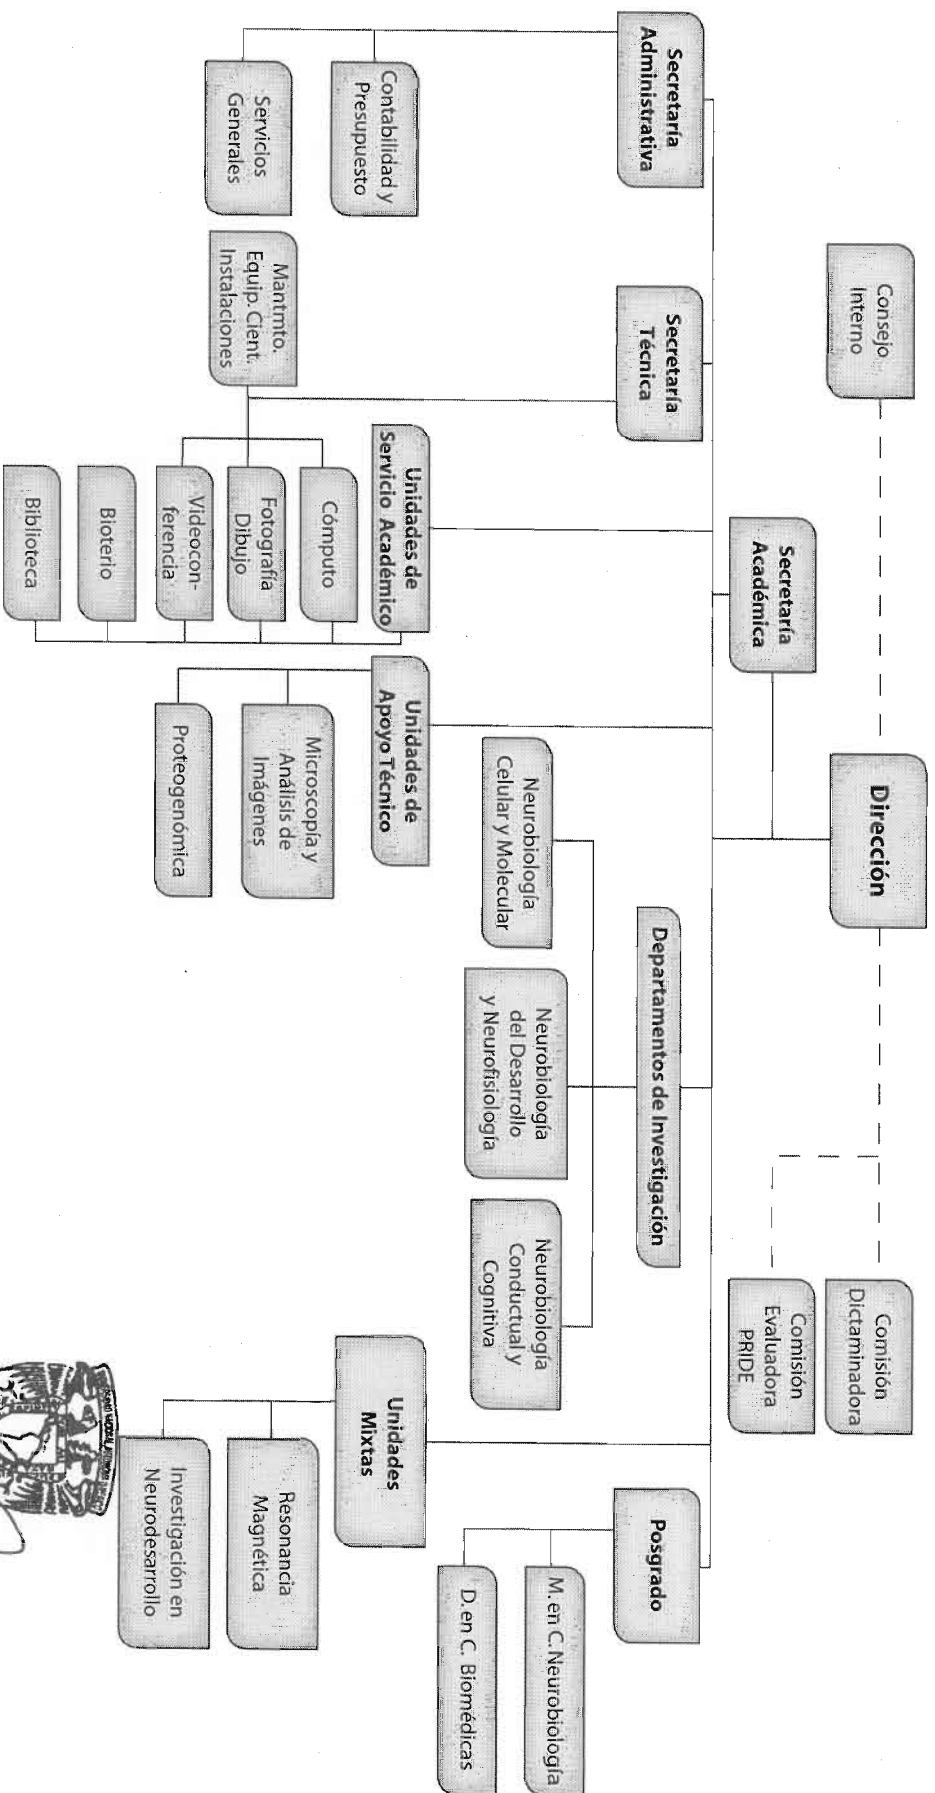 Dirección
Consejo
Interno
Comisión
Dictaminadora
Comisión
Evaluadora
PRIDE
Secretaría
Académica
Secretaría
Administrativa
Contabilidad y
Presupuesto
Servicios
Generales
Secretaría
Técnica
Mantmto.
Equip. Cient.
Instalaciones
Unidades de
Servicio Académico
Cómputo
Fotografía
Dibujo
Videocon-
ferencia
Bioterio
Biblioteca
Unidades de
Apoyo Técnico
Microscopía y
Análisis de
Imágenes
Proteogenómica
Departamentos de Investigación
Neurobiología
Celular y Molecular
Neurobiología
del Desarrollo
y Neurofisiología
Neurobiología
Conductual y
Cognitiva
Unidades
Mixtas
Resonancia
Magnética
Investigación en
Neurodesarrollo
Posgrado
M. en C. Neurobiología
D. en C. Biomédicas